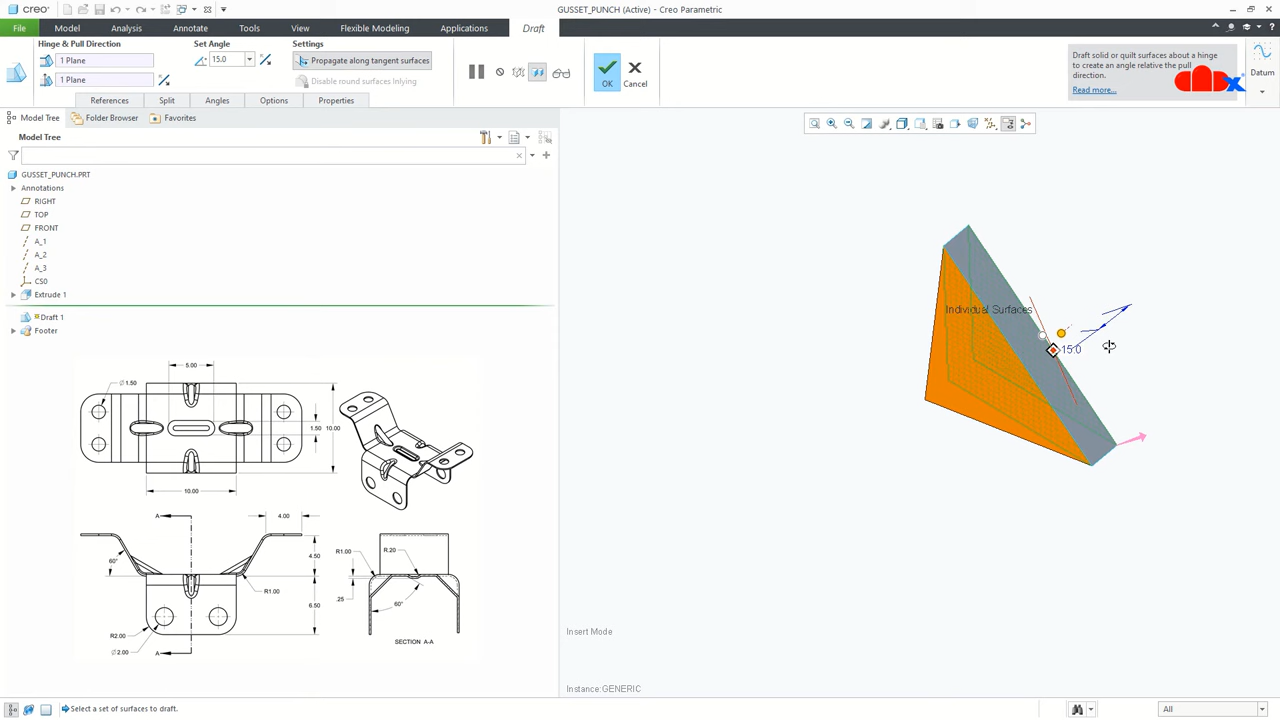 creo
GUSSET_PUNCH (Active) - Creo Parametric
File
Model
Analysis
Annotate
Tools
View
Flexible Modeling
Applications
Draft
Hinge & Pull Direction
Set Angle
Settings
1 Plane
15.0
Propagate along tangent surfaces
1 Plane
Disable round surfaces Inlying
OK
Cancel
Draft solid or quilt surfaces about a hinge
to create an angle relative the pull
direction.
Read more...
Datum
References
Split
Angles
Options
Properties
Model Tree
Folder Browser
Favorites
Model Tree
GUSSET_PUNCH.PRT
Annotations
RIGHT
TOP
FRONT
A_1
A_2
A_3
CS0
Extrude 1
Draft 1
Footer
5.00
Ø 1.50
1.50
10.00
10.00
A
4.00
60°
4.50
R1.00
6.50
R2.00
Ø 2.00
A
R1.00
R.20
.25
60°
SECTION A-A
Individual Surfaces
15.0
Insert Mode
Instance:GENERIC
Select a set of surfaces to draft.
All